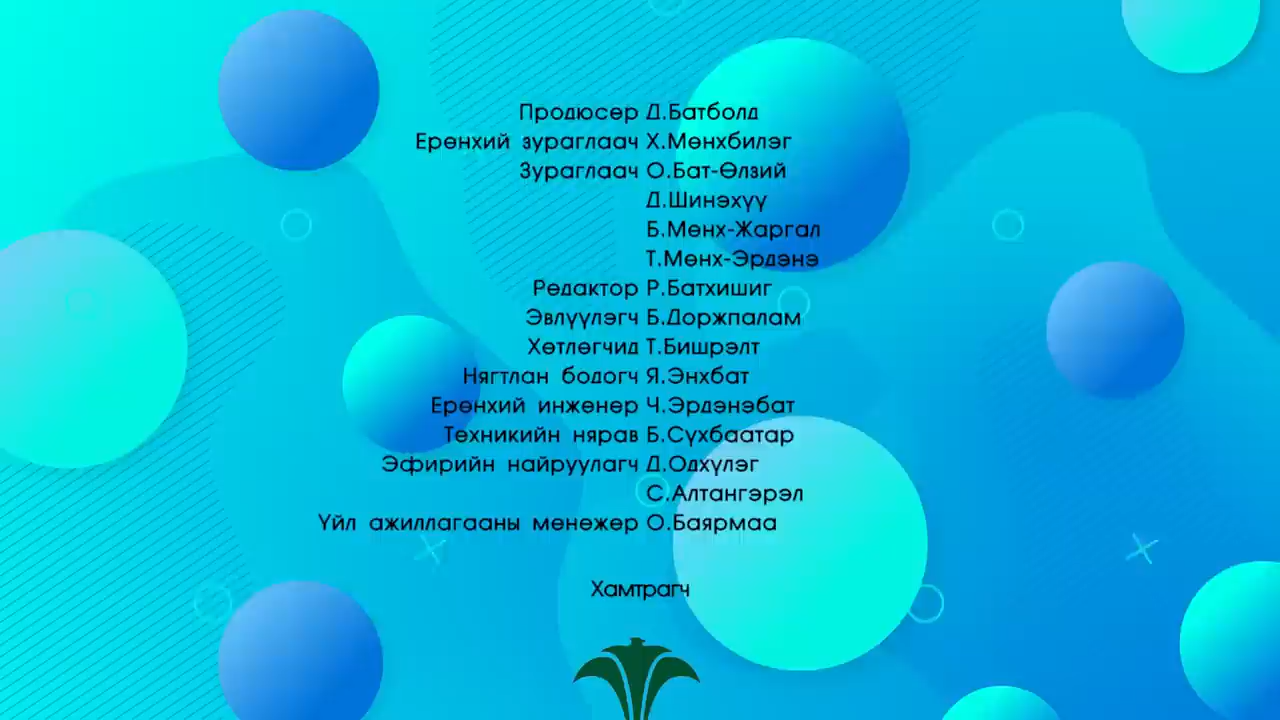 Продюсер Д.Батболд
Ерөнхий зураглаач Х.Мөнхбилэг
Зураглаач О.Бат-Өлзий
Д.Шинэхүү
Б.Мөнх-Жаргал
Т.Мөнх-Эрдэнэ
Редактор Р.Батхишиг
Эвлүүлэгч Б.Доржпалам
Хөтлөгчид Т.Бишрэлт
Нягтлан бодогч Я.Энхбат
Ерөнхий инженер Ч.Эрдэнэбат
Техникийн нярав Б.Сүхбаатар
Эфирийн найруулагч Д.Одхүлэг
С.Алтангэрэл
Үйл ажиллагааны менежер О.Баярмаа
Хамтрагч